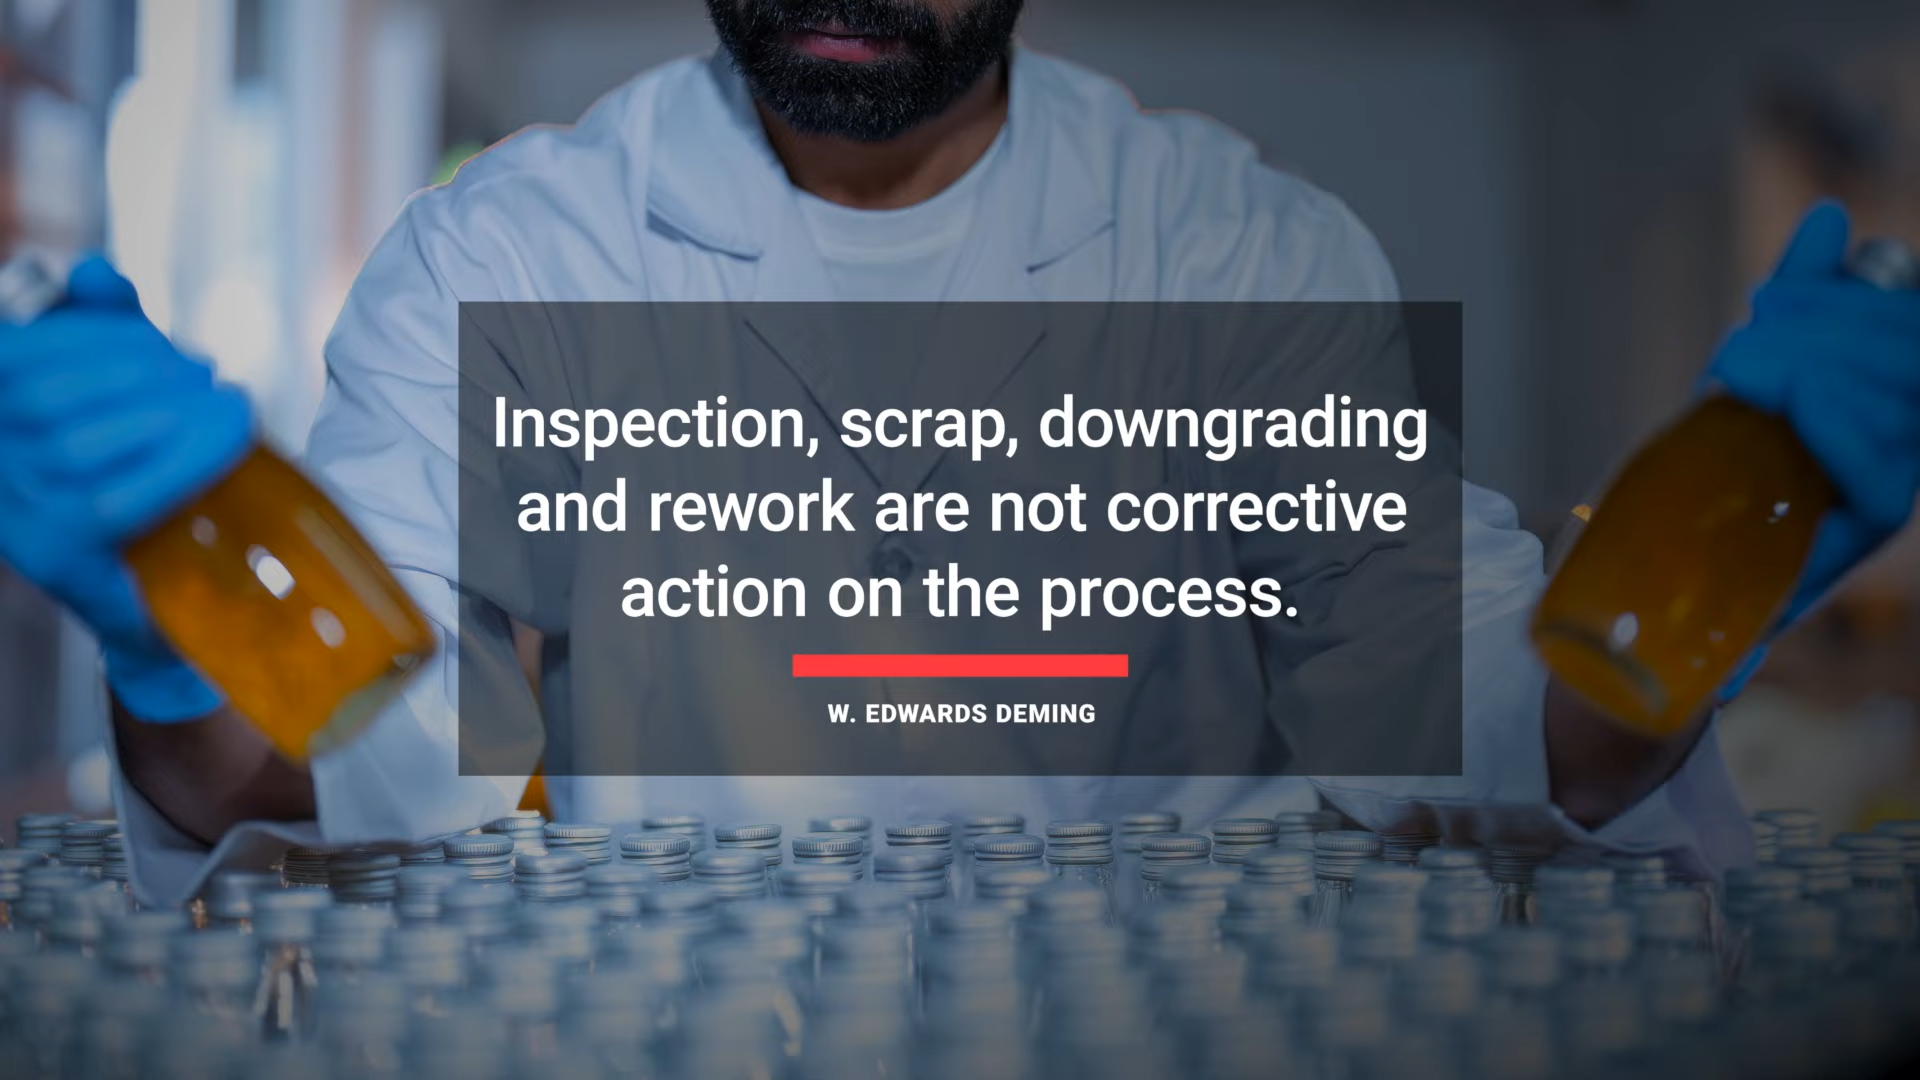 Inspection, scrap, downgrading
and rework are not corrective
action on the process.
W. EDWARDS DEMING